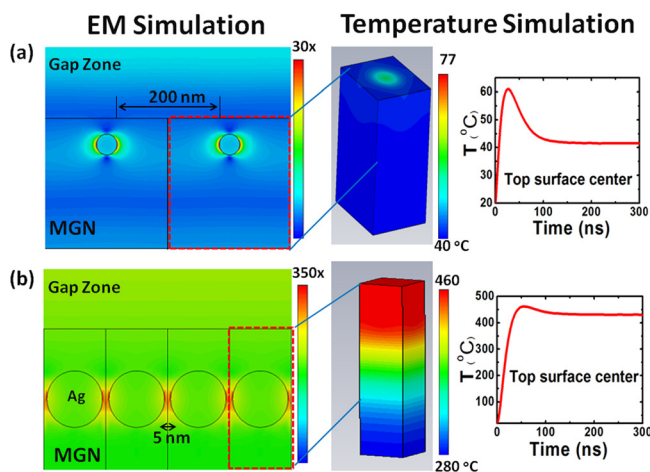 EM Simulation
Temperature Simulation
(a)
Gap Zone
200 nm
MGN
30x
77
40 °C
T (°C)
60
50
40
30
20
0 100 200 300
Top surface center
Time (ns)
(b)
Gap Zone
Ag
5 nm
MGN
350x
460
280 °C
T (°C)
500
400
300
200
100
0 100 200 300
Top surface center
Time (ns)